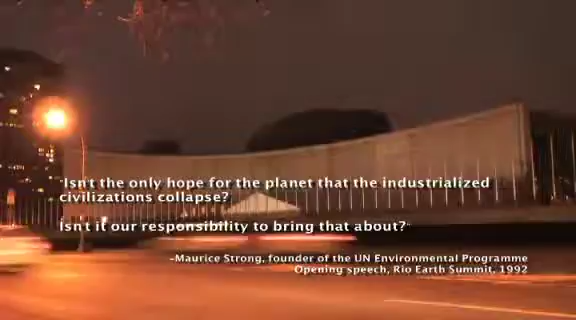 "Isn't the only hope for the planet that the industrialized
civilizations collapse?
Isn't it our responsibility to bring that about?"
-Maurice Strong, founder of the UN Environmental Programme
Opening speech, Rio Earth Summit, 1992